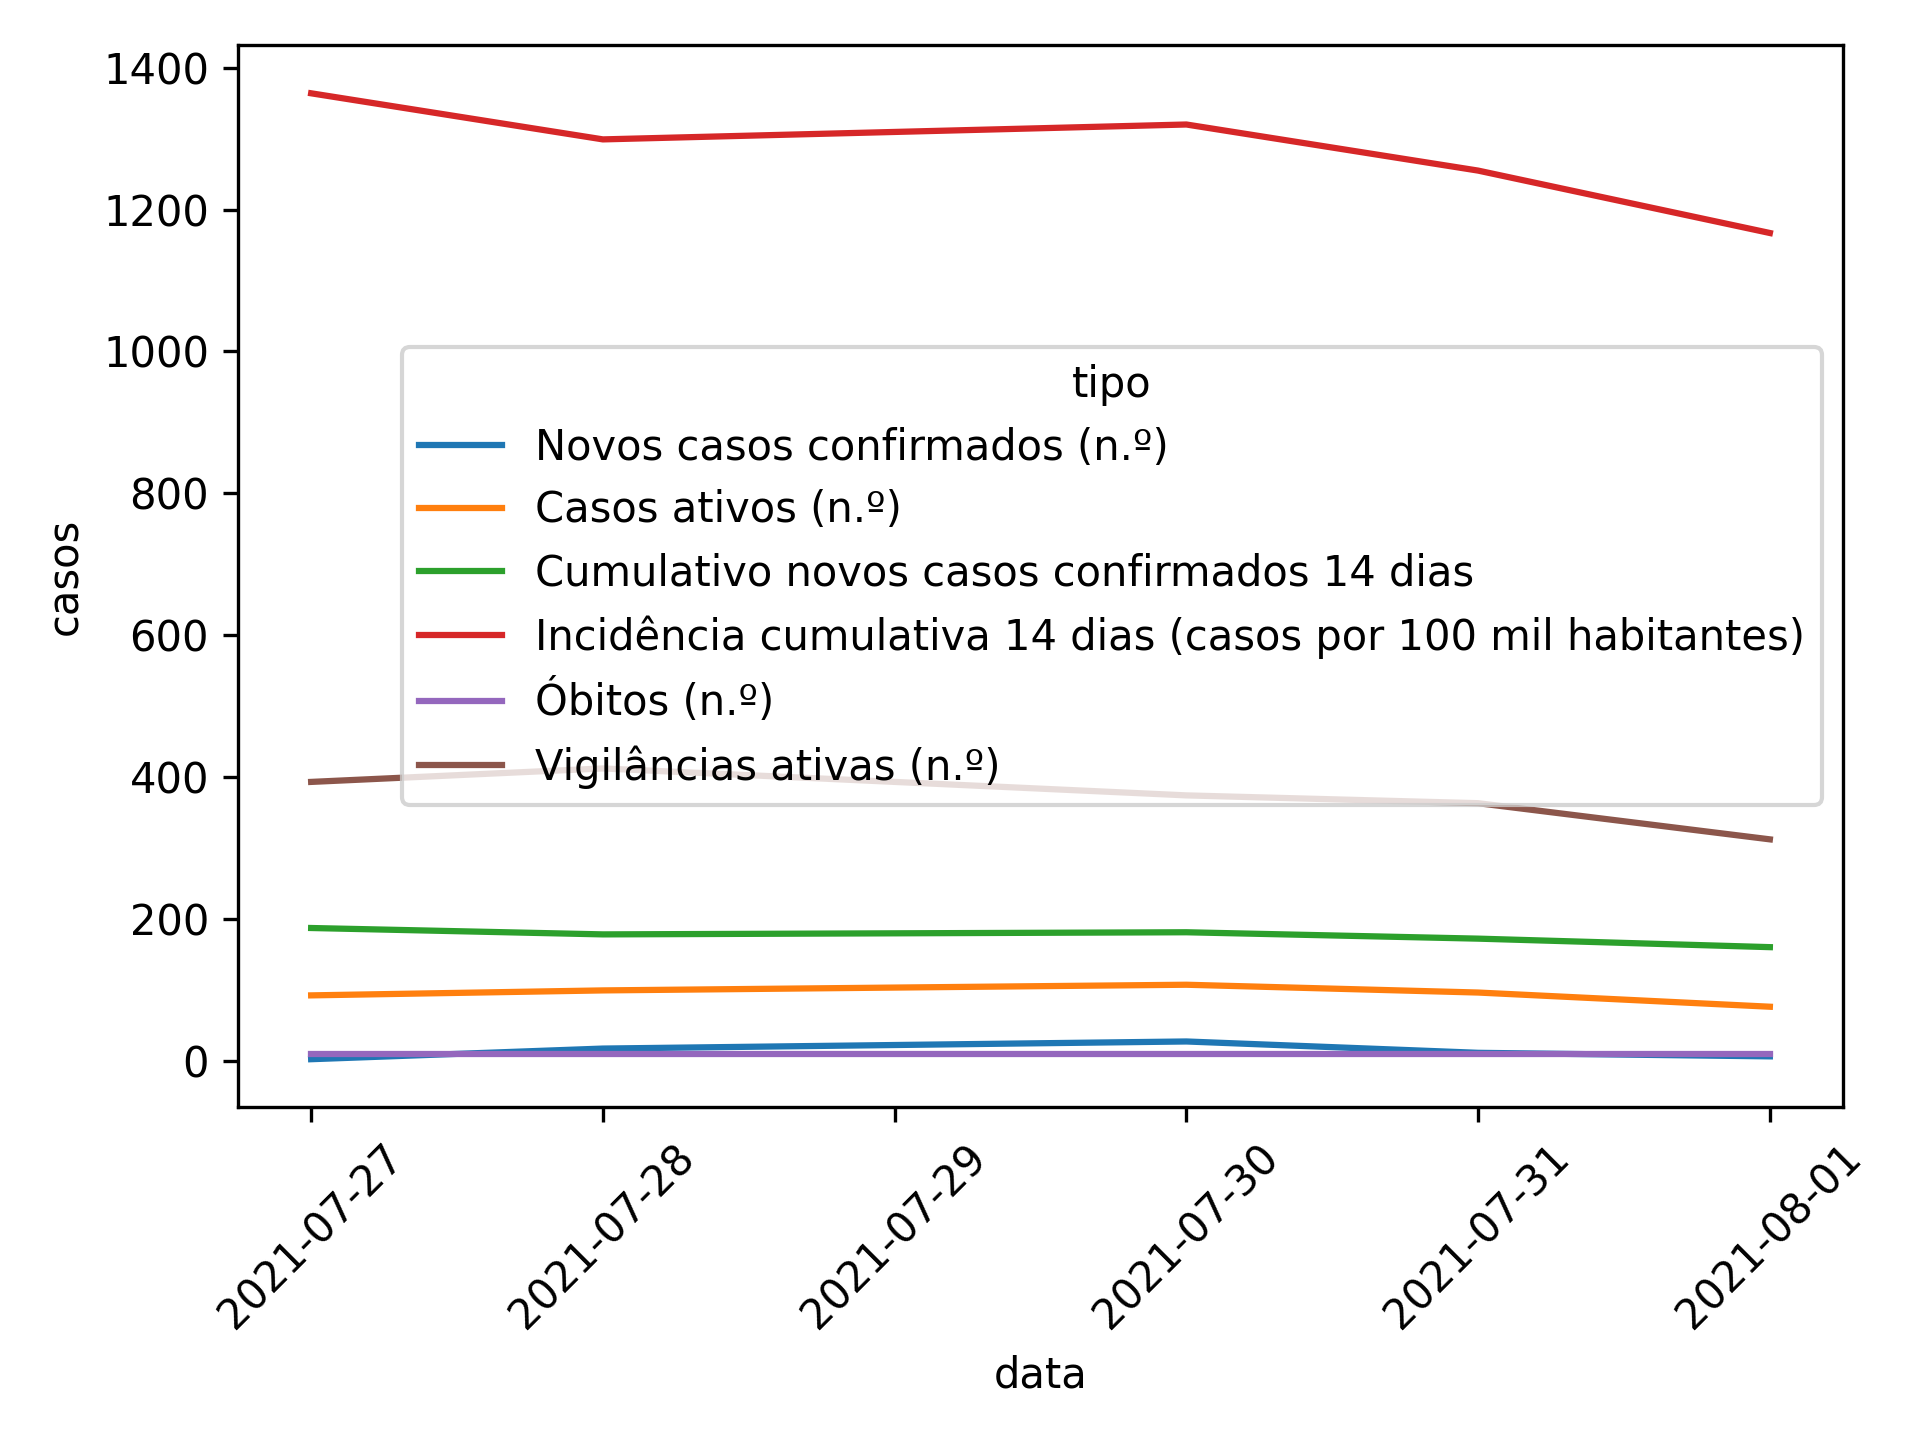 1400
1200
1000
800
600
400
200
0
casos
tipo
Novos casos confirmados (n.º)
Casos ativos (n.º)
Cumulativo novos casos confirmados 14 dias
Incidência cumulativa 14 dias (casos por 100 mil habitantes)
Óbitos (n.º)
Vigilâncias ativas (n.º)
2021-07-27
2021-07-28
2021-07-29
2021-07-30
2021-07-31
2021-08-01
data